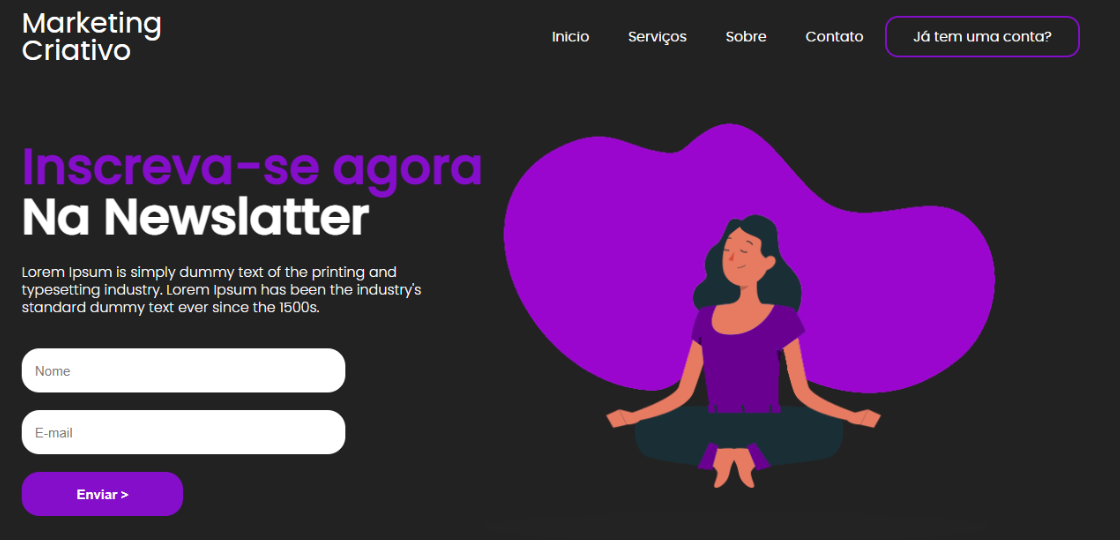 Marketing
Criativo
Inicio Serviços Sobre Contato Já tem uma conta?
Inscreva-se agora
Na Newslatter
Lorem Ipsum is simply dummy text of the printing and
typesetting industry. Lorem Ipsum has been the industry's
standard dummy text ever since the 1500s.
Nome
E-mail
Enviar >